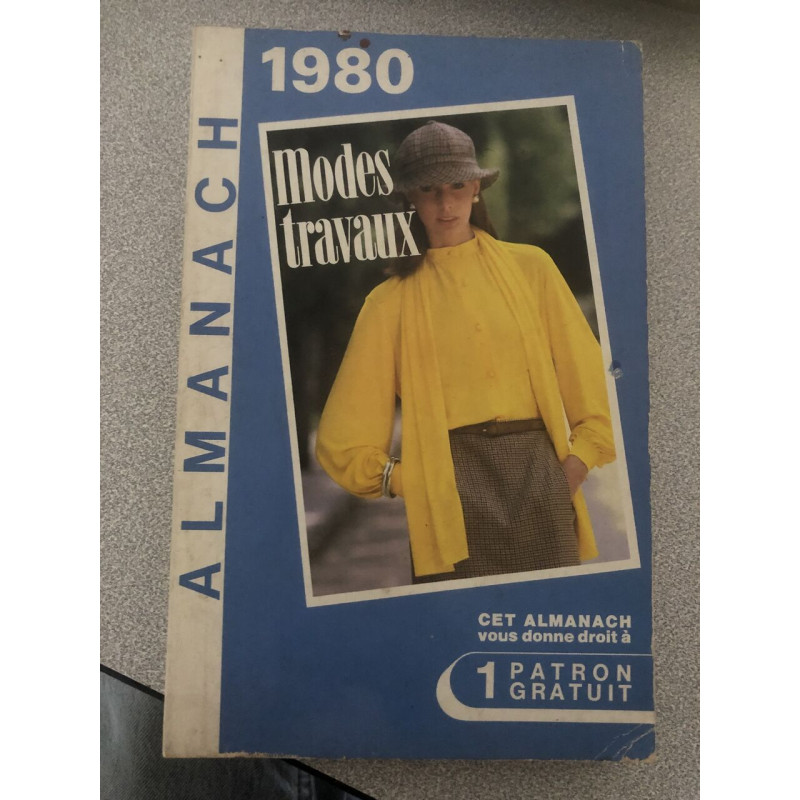 ALMANACH
1980
Modes
travaux
CET ALMANACH
vous donne droit à
1 PATRON
GRATUIT